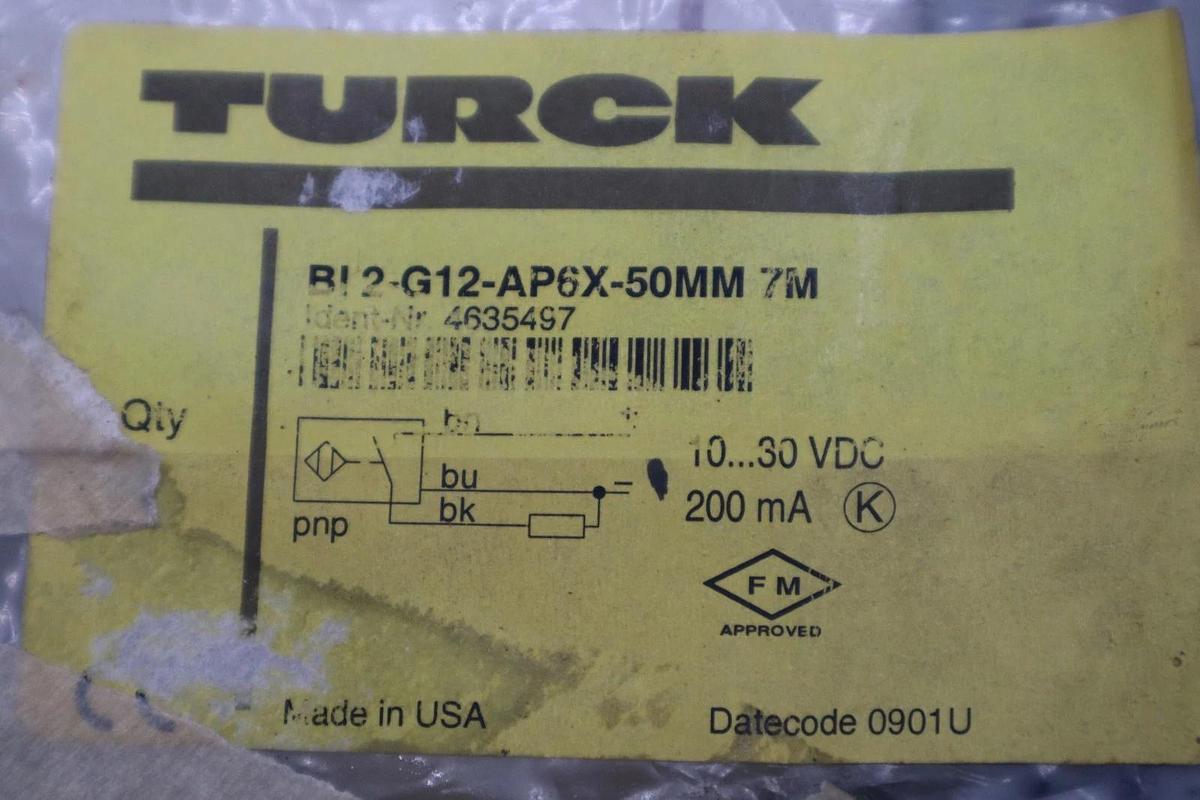 TURCK
BI 2-G12-AP6X-50MM 7M
Ident-Nr. 4635497
Qty
bn +
bu −
bk
pnp
10...30 VDC
200 mA K
FM
APPROVED
CE
Made in USA
Datecode 0901U